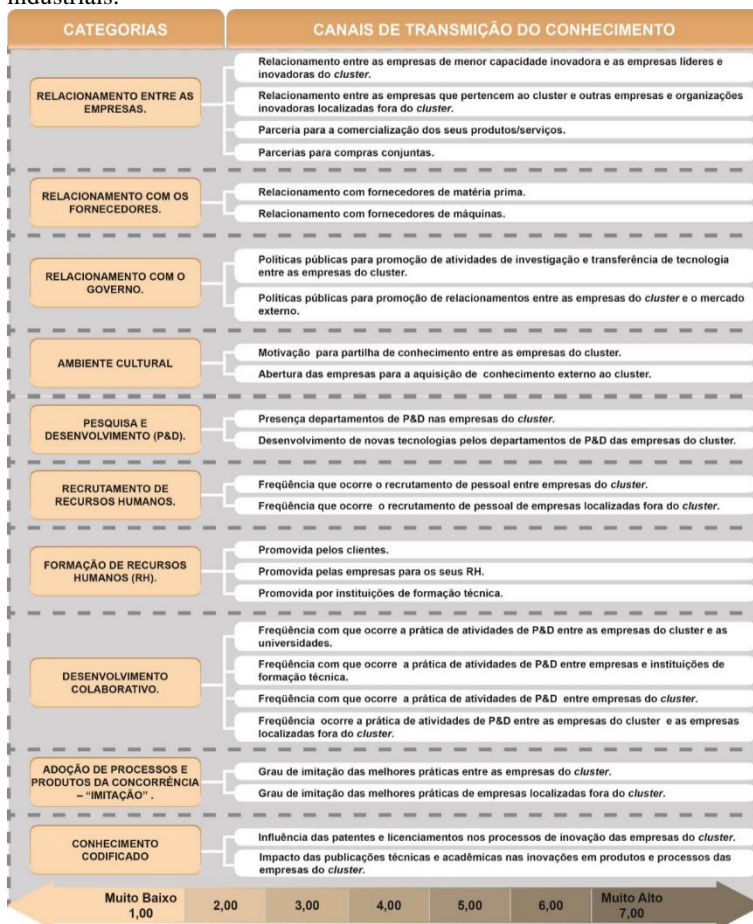 industriais.
CATEGORIAS
CANAIS DE TRANSMIÇÃO DO CONHECIMENTO
RELACIONAMENTO ENTRE AS
EMPRESAS.
Relacionamento entre as empresas de menor capacidade inovadora e as empresas líderes e
inovadoras do cluster.
Relacionamento entre as empresas que pertencem ao cluster e outras empresas e organizações
inovadoras localizadas fora do cluster.
Parceria para a comercialização dos seus produtos/serviços.
Parcerias para compras conjuntas.
RELACIONAMENTO COM OS
FORNECEDORES.
Relacionamento com fornecedores de matéria prima.
Relacionamento com fornecedores de máquinas.
RELACIONAMENTO COM O
GOVERNO.
Políticas públicas para promoção de atividades de investigação e transferência de tecnologia
entre as empresas do cluster.
Políticas públicas para promoção de relacionamentos entre as empresas do cluster e o mercado
externo.
AMBIENTE CULTURAL
Motivação para partilha de conhecimento entre as empresas do cluster.
Abertura das empresas para a aquisição de conhecimento externo ao cluster.
PESQUISA E
DESENVOLVIMENTO (P&D).
Presença departamentos de P&D nas empresas do cluster.
Desenvolvimento de novas tecnologias pelos departamentos de P&D das empresas do cluster.
RECRUTAMENTO DE
RECURSOS HUMANOS.
Freqüência que ocorre o recrutamento de pessoal entre empresas do cluster.
Freqüência que ocorre o recrutamento de pessoal de empresas localizadas fora do cluster.
FORMAÇÃO DE RECURSOS
HUMANOS (RH).
Promovida pelos clientes.
Promovida pelas empresas para os seus RH.
Promovida por instituições de formação técnica.
DESENVOLVIMENTO
COLABORATIVO.
Freqüência com que ocorre a prática de atividades de P&D entre as empresas do cluster e as
universidades.
Freqüência com que ocorre a prática de atividades de P&D entre empresas e instituições de
formação técnica.
Freqüência com que ocorre a prática de atividades de P&D entre empresas do cluster.
Freqüência ocorre a prática de atividades de P&D entre as empresas do cluster e as empresas
localizadas fora do cluster.
ADOÇÃO DE PROCESSOS E
PRODUTOS DA CONCORRÊNCIA
– “IMITAÇÃO” .
Grau de imitação das melhores práticas entre as empresas do cluster.
Grau de imitação das melhores práticas de empresas localizadas fora do cluster.
CONHECIMENTO
CODIFICADO
Influência das patentes e licenciamentos nos processos de inovação das empresas do cluster.
Impacto das publicações técnicas e acadêmicas nas inovações em produtos e processos das
empresas do cluster.
Muito Baixo
1,00
2,00
3,00
4,00
5,00
6,00
Muito Alto
7,00